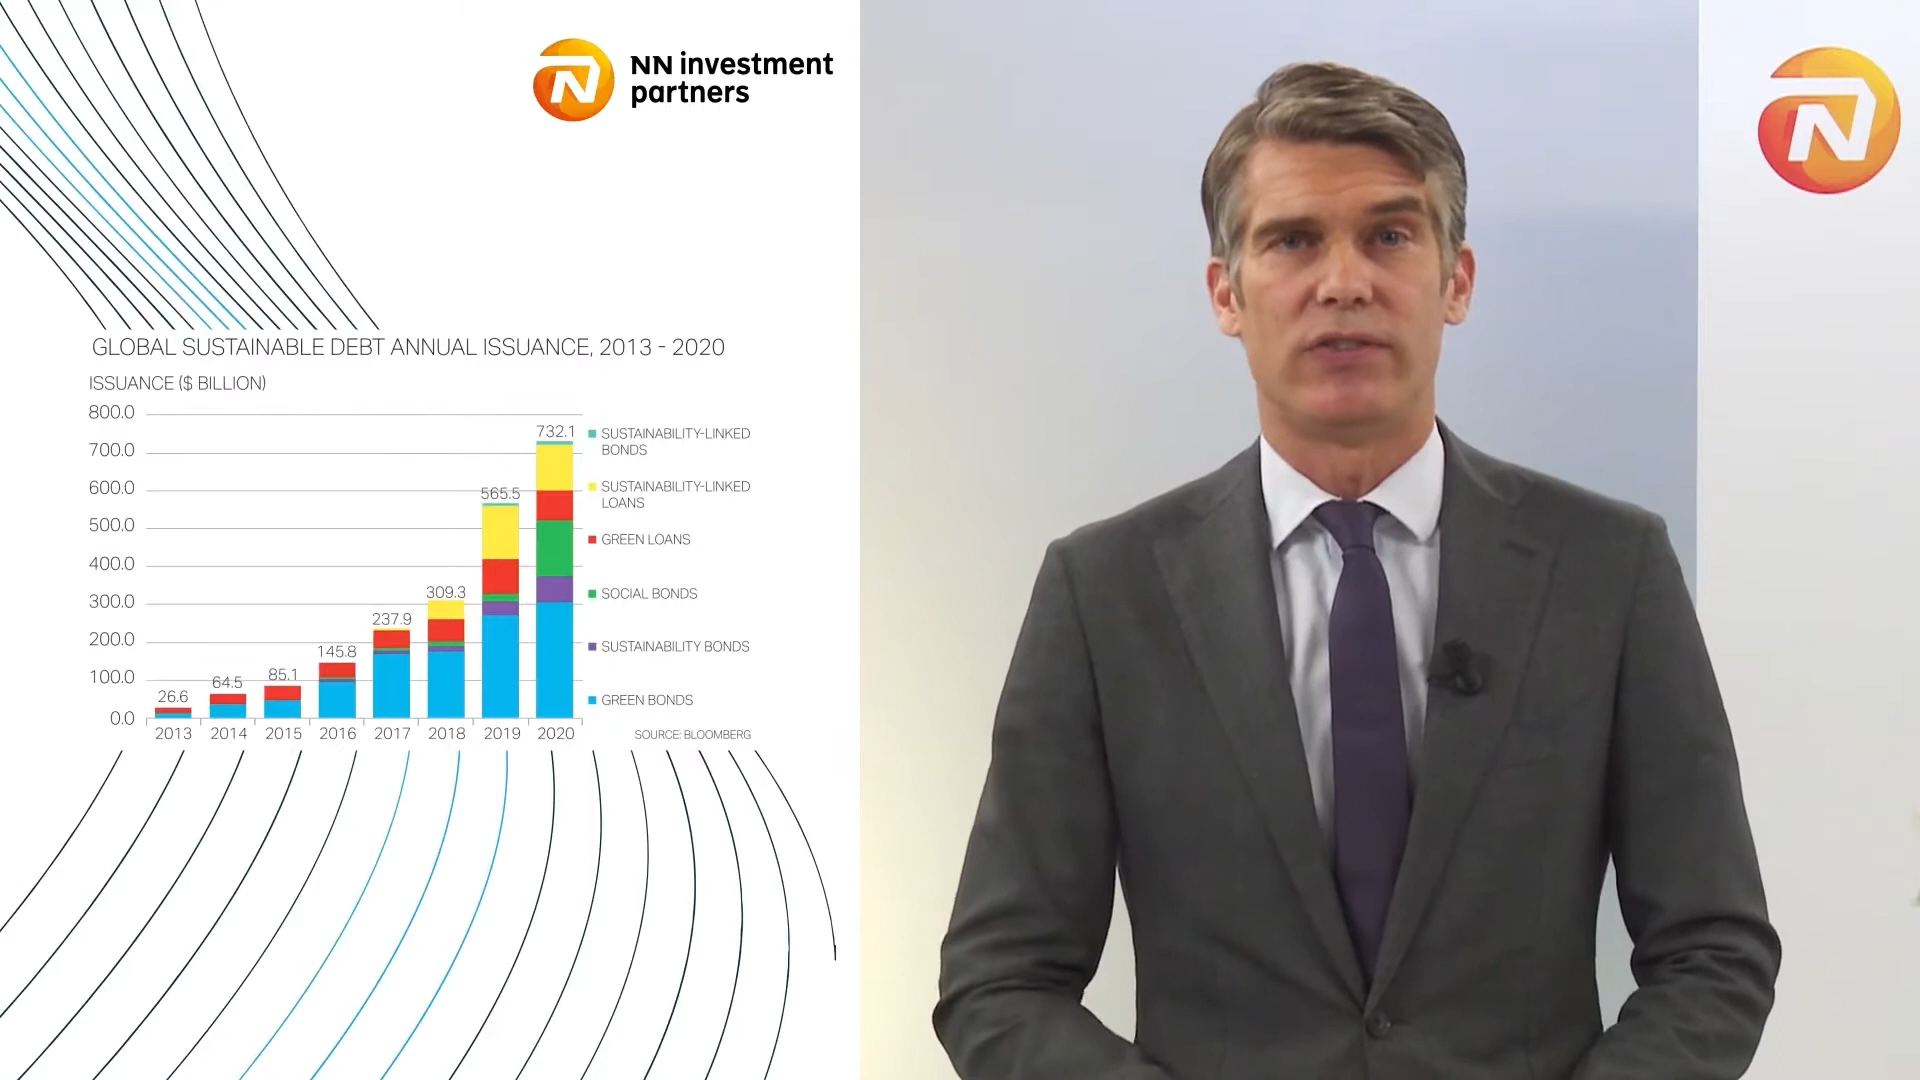 NN investment
partners
GLOBAL SUSTAINABLE DEBT ANNUAL ISSUANCE, 2013 - 2020
ISSUANCE ($ BILLION)
800.0
700.0
600.0
500.0
400.0
300.0
200.0
100.0
0.0
26.6
64.5
85.1
145.8
237.9
309.3
565.5
732.1
2013 2014 2015 2016 2017 2018 2019 2020
SUSTAINABILITY-LINKED
BONDS
SUSTAINABILITY-LINKED
LOANS
GREEN LOANS
SOCIAL BONDS
SUSTAINABILITY BONDS
GREEN BONDS
SOURCE: BLOOMBERG